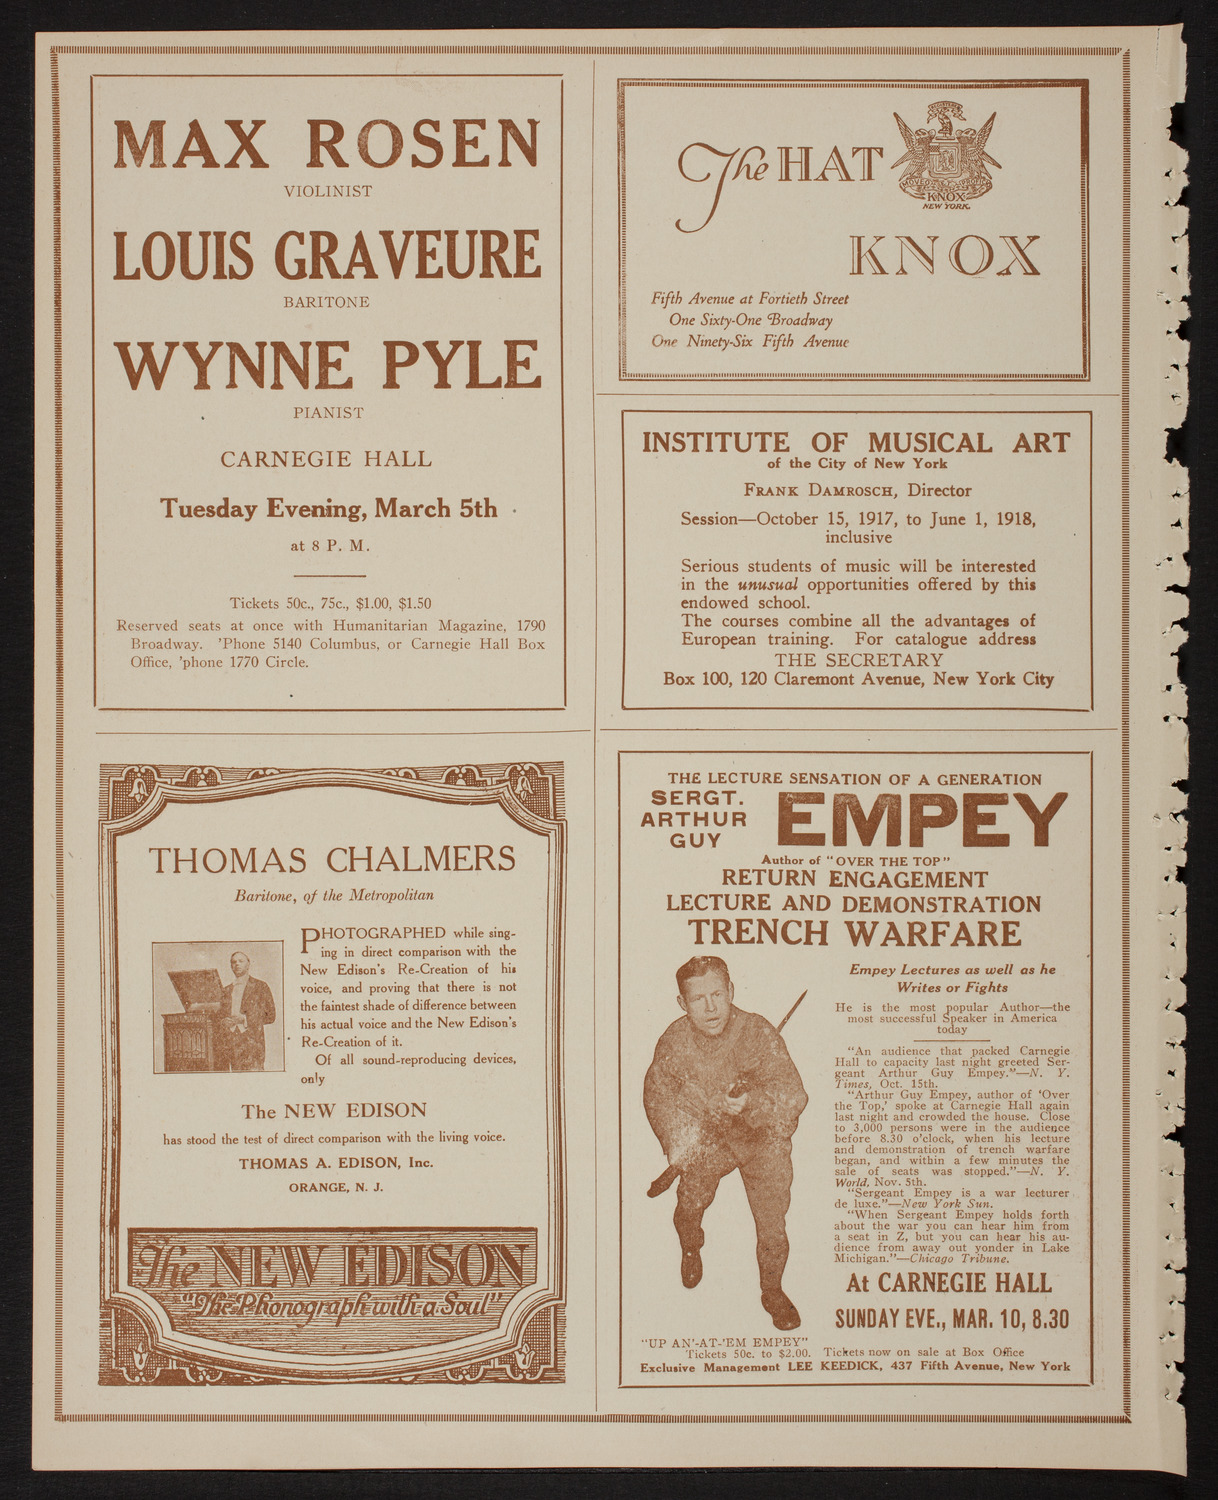 MAX ROSEN
VIOLINIST
LOUIS GRAVEURE
BARITONE
WYNNE PYLE
PIANIST
CARNEGIE HALL
Tuesday Evening, March 5th
at 8 P. M.
Tickets 50c., 75c., $1.00, $1.50
Reserved seats at once with Humanitarian Magazine, 1790
Broadway. 'Phone 5140 Columbus, or Carnegie Hall Box
Office, 'phone 1770 Circle.
The HAT
KNOX
NEW YORK
KNOX
Fifth Avenue at Fortieth Street
One Sixty-One Broadway
One Ninety-Six Fifth Avenue
INSTITUTE OF MUSICAL ART
of the City of New York
FRANK DAMROSCH, Director
Session—October 15, 1917, to June 1, 1918,
inclusive
Serious students of music will be interested
in the unusual opportunities offered by this
endowed school.
The courses combine all the advantages of
European training. For catalogue address
THE SECRETARY
Box 100, 120 Claremont Avenue, New York City
THOMAS CHALMERS
Baritone, of the Metropolitan
PHOTOGRAPHED while sing-
ing in direct comparison with the
New Edison's Re-Creation of his
voice, and proving that there is not
the faintest shade of difference between
his actual voice and the New Edison's
Re-Creation of it.
Of all sound-reproducing devices,
only
The NEW EDISON
has stood the test of direct comparison with the living voice.
THOMAS A. EDISON, Inc.
ORANGE, N. J.
The NEW EDISON
"The Phonograph with a Soul"
THE LECTURE SENSATION OF A GENERATION
SERGT.
ARTHUR
GUY
EMPEY
Author of "OVER THE TOP"
RETURN ENGAGEMENT
LECTURE AND DEMONSTRATION
TRENCH WARFARE
Empey Lectures as well as he
Writes or Fights
He is the most popular Author—the
most successful Speaker in America
today
"An audience that packed Carnegie
Hall to capacity last night greeted Ser-
geant Arthur Guy Empey."—N. Y.
Times, Oct. 15th.
"Arthur Guy Empey, author of 'Over
the Top,' spoke at Carnegie Hall again
last night and crowded the house. Close
to 3,000 persons were in the audience
before 8.30 o'clock, when his lecture
and demonstration of trench warfare
began, and within a few minutes the
sale of seats was stopped."—N. Y.
World, Nov. 5th.
"Sergeant Empey is a war lecturer
de luxe."—New York Sun.
"When Sergeant Empey holds forth
about the war you can hear him from
a seat in Z, but you can hear his au-
dience from away out yonder in Lake
Michigan."—Chicago Tribune.
At CARNEGIE HALL
SUNDAY EVE., MAR. 10, 8.30
"UP AN'-AT-'EM EMPEY"
Tickets 50c. to $2.00. Tickets now on sale at Box Office
Exclusive Management LEE KEEDICK, 437 Fifth Avenue, New York